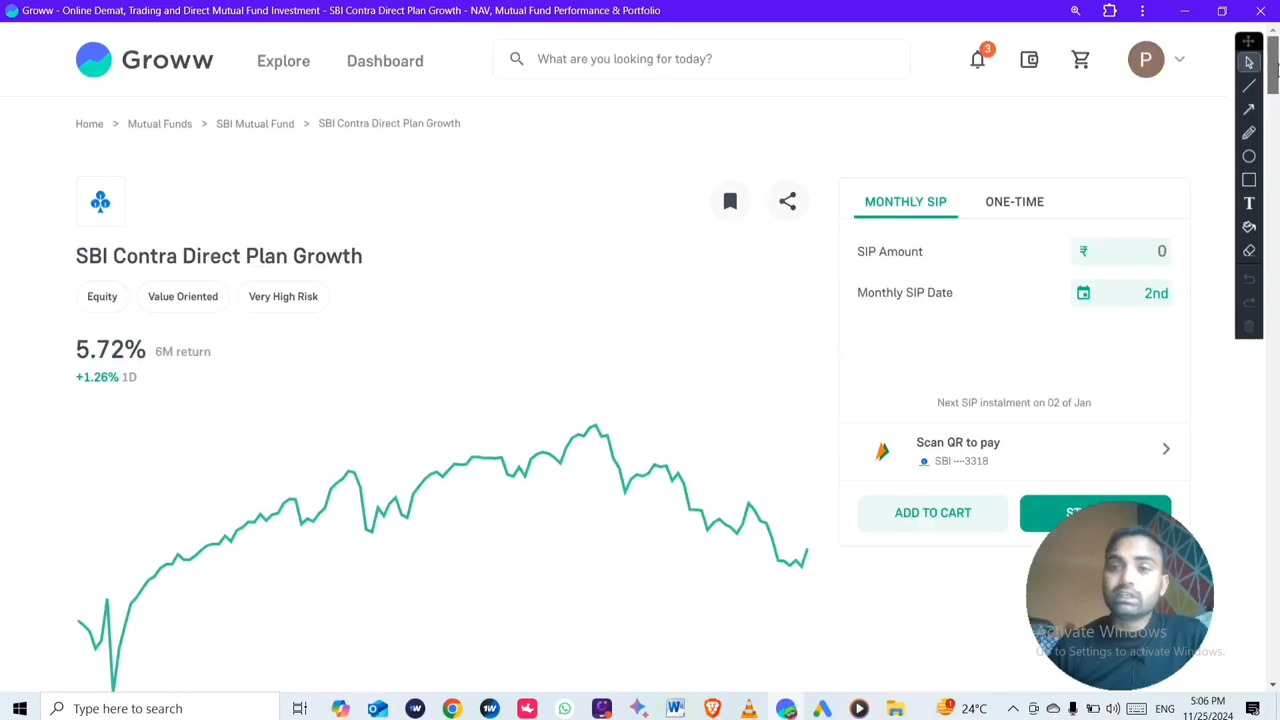 Groww - Online Demat, Trading and Direct Mutual Fund Investment - SBI Contra Direct Plan Growth - NAV, Mutual Fund Performance & Portfolio
Groww
Explore
Dashboard
What are you looking for today?
3
P
Home > Mutual Funds > SBI Mutual Fund > SBI Contra Direct Plan Growth
MONTHLY SIP
ONE-TIME
SBI Contra Direct Plan Growth
SIP Amount
₹ 0
Equity
Value Oriented
Very High Risk
Monthly SIP Date
2nd
5.72% 6M return
+1.26% 1D
Next SIP instalment on 02 of Jan
Scan QR to pay
SBI ····3318
ADD TO CART
T
Activate Windows
Go to Settings to activate Windows.
Type here to search
24°C
ENG
5:06 PM
11/25/2024